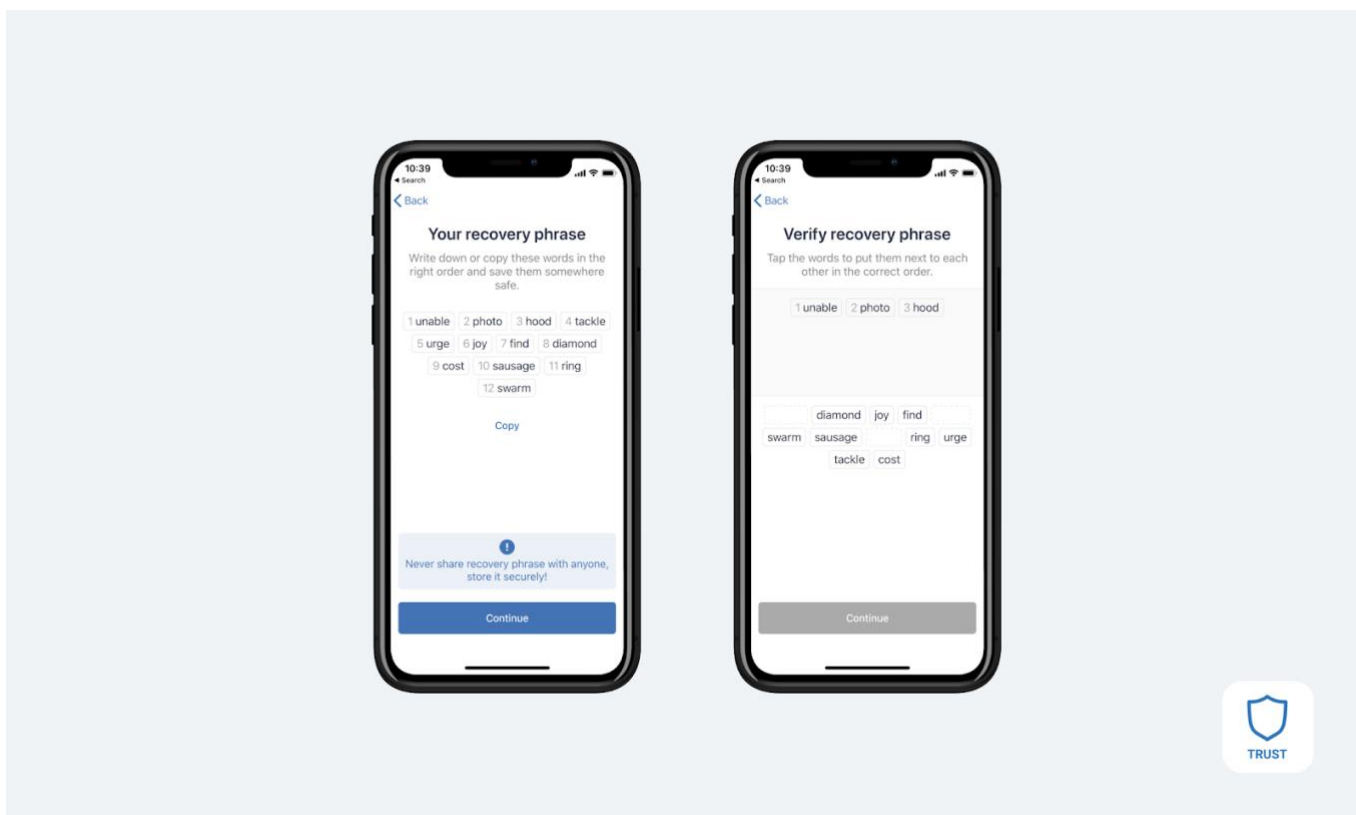 10:39
Search
Back
Your recovery phrase
Write down or copy these words in the
right order and save them somewhere
safe.
1 unable 2 photo 3 hood 4 tackle
5 urge 6 joy 7 find 8 diamond
9 cost 10 sausage 11 ring
12 swarm
Copy
Never share recovery phrase with anyone,
store it securely!
Continue
10:39
Search
Back
Verify recovery phrase
Tap the words to put them next to each
other in the correct order.
1 unable 2 photo 3 hood
diamond joy find
swarm sausage ring urge
tackle cost
Continue
TRUST